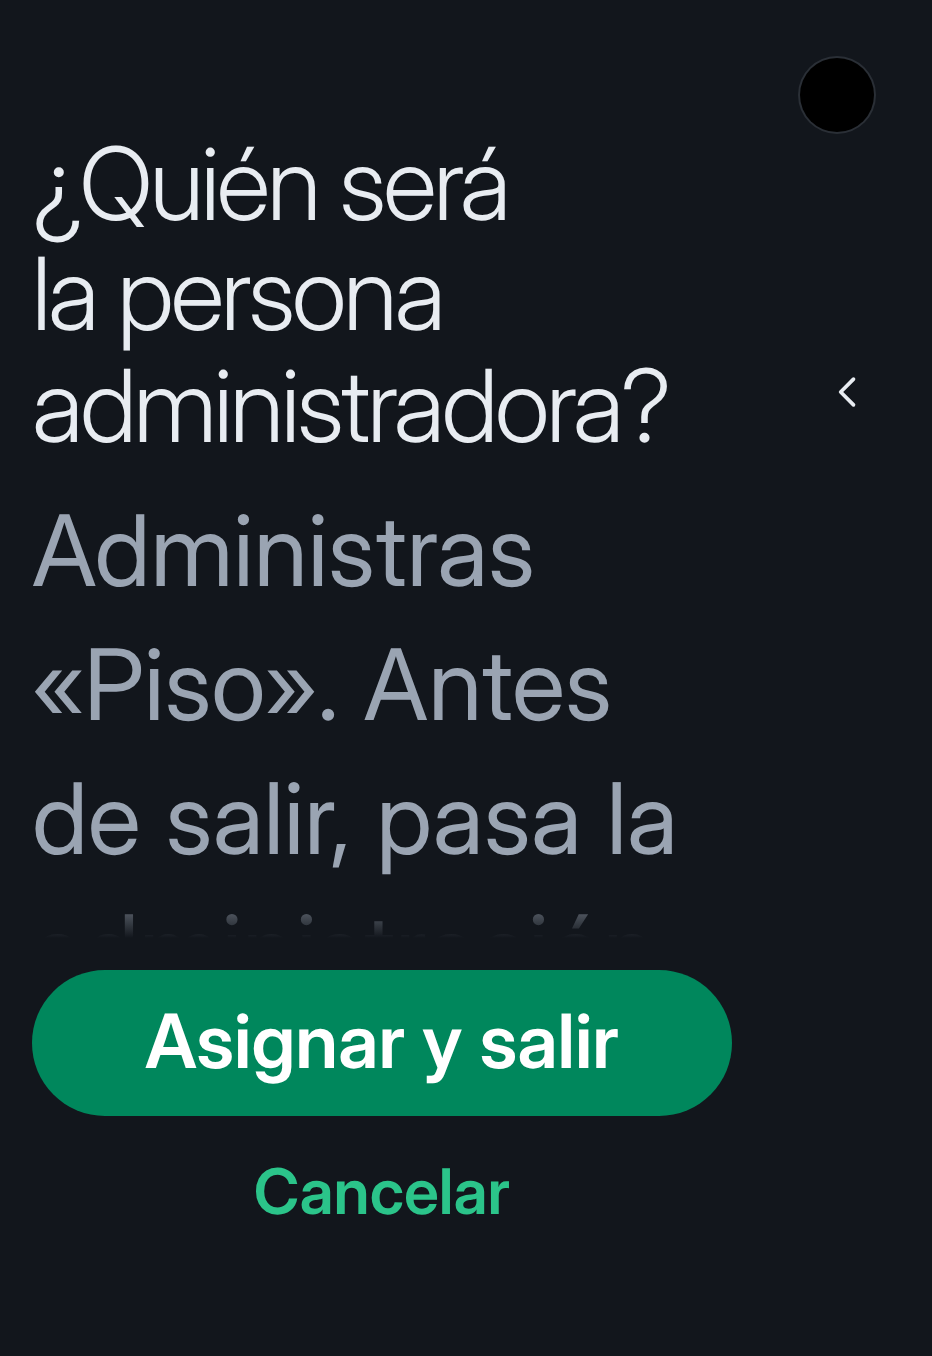 ¿Quién será
la persona
administradora?
Administras
«Piso». Antes
de salir, pasa la
Asignar y salir
Cancelar